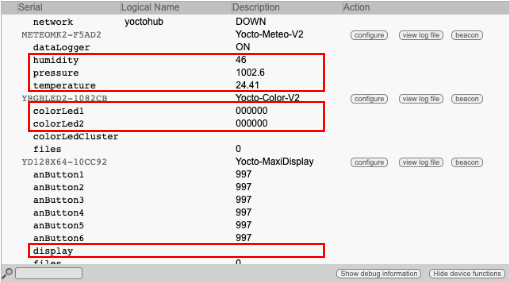 Serial Logical Name Description Action
network yoctohub DOWN
METEOMK2-F5AD2 Yocto-Meteo-V2 configure view log file beacon
dataLogger ON
humidity 46
pressure 1002.6
temperature 24.41
YRGBLED2-1082CB Yocto-Color-V2 configure view log file beacon
colorLed1 000000
colorLed2 000000
colorLedCluster
files 0
YD128X64-10CC92 Yocto-MaxiDisplay configure view log file beacon
anButton1 997
anButton2 997
anButton3 997
anButton4 997
anButton5 997
anButton6 997
display
files 0
Show debug information Hide device functions